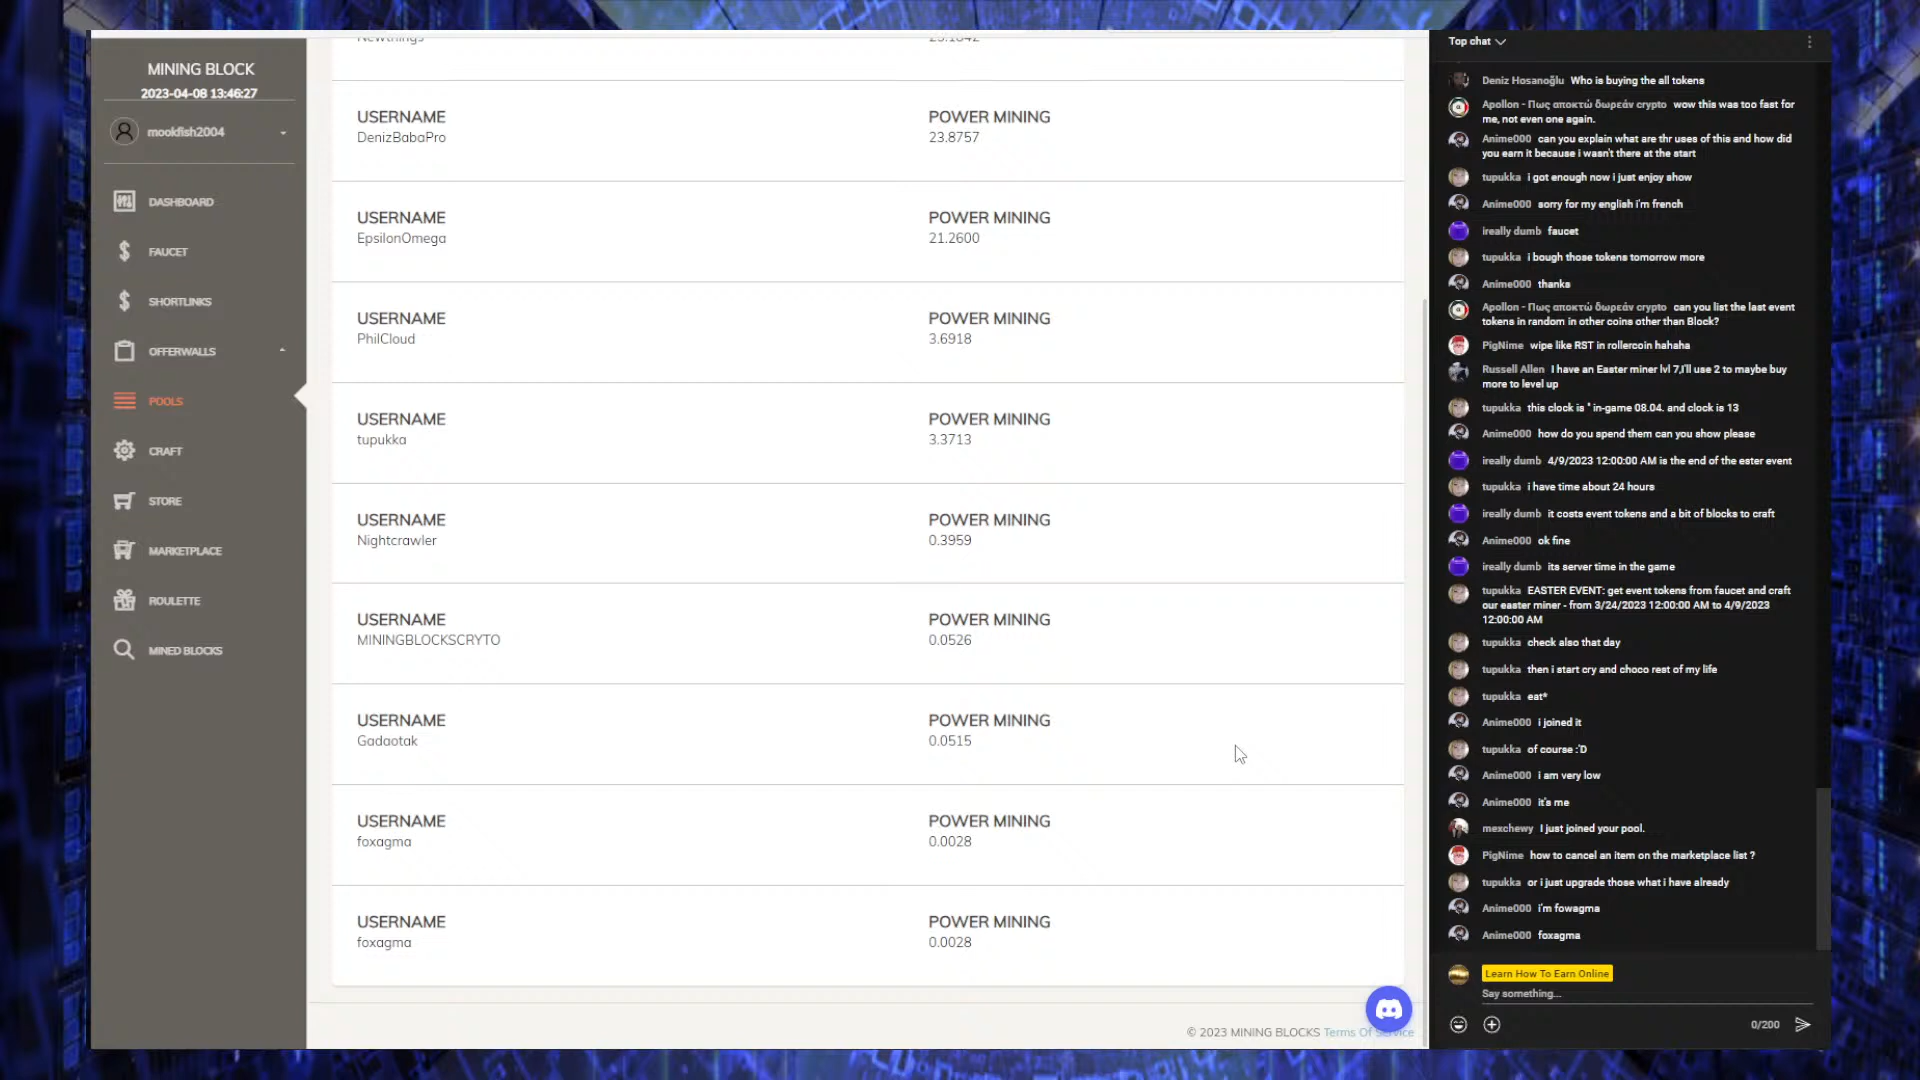 MINING BLOCK
2023-04-08 13:46:27
mookfish2004
DASHBOARD
FAUCET
SHORTLINKS
OFFERWALLS
POOLS
CRAFT
STORE
MARKETPLACE
ROULETTE
MINED BLOCKS
Newthings
23.1842
USERNAME
POWER MINING
DenizBabaPro
23.8757
USERNAME
POWER MINING
EpsilonOmega
21.2600
USERNAME
POWER MINING
PhilCloud
3.6918
USERNAME
POWER MINING
tupukka
3.3713
USERNAME
POWER MINING
Nightcrawler
0.3959
USERNAME
POWER MINING
MININGBLOCKSCRYTO
0.0526
USERNAME
POWER MINING
Gadaotak
0.0515
USERNAME
POWER MINING
foxagma
0.0028
USERNAME
POWER MINING
foxagma
0.0028
© 2023 MINING BLOCKS Terms Of Service
Top chat
Deniz Hosanoğlu Who is buying the all tokens
Apollon - Πως αποκτώ δωρεάν crypto wow this was too fast for
me, not even one again.
Anime000 can you explain what are thr uses of this and how did
you earn it because i wasn't there at the start
tupukka i got enough now i just enjoy show
Anime000 sorry for my english i'm french
ireally dumb faucet
tupukka i bough those tokens tomorrow more
Anime000 thanks
Apollon - Πως αποκτώ δωρεάν crypto can you list the last event
tokens in random in other coins other than Block?
PigNime wipe like RST in rollercoin hahaha
Russell Allen I have an Easter miner lvl 7,I'll use 2 to maybe buy
more to level up
tupukka this clock is " in-game 08.04. and clock is 13
Anime000 how do you spend them can you show please
ireally dumb 4/9/2023 12:00:00 AM is the end of the ester event
tupukka i have time about 24 hours
ireally dumb it costs event tokens and a bit of blocks to craft
Anime000 ok fine
ireally dumb its server time in the game
tupukka EASTER EVENT: get event tokens from faucet and craft
our easter miner - from 3/24/2023 12:00:00 AM to 4/9/2023
12:00:00 AM
tupukka check also that day
tupukka then i start cry and choco rest of my life
tupukka eat*
Anime000 i joined it
tupukka of course :'D
Anime000 i am very low
Anime000 it's me
mexchewy I just joined your pool.
PigNime how to cancel an item on the marketplace list ?
tupukka or i just upgrade those what i have already
Anime000 i'm fowagma
Anime000 foxagma
Learn How To Earn Online
Say something...
0/200